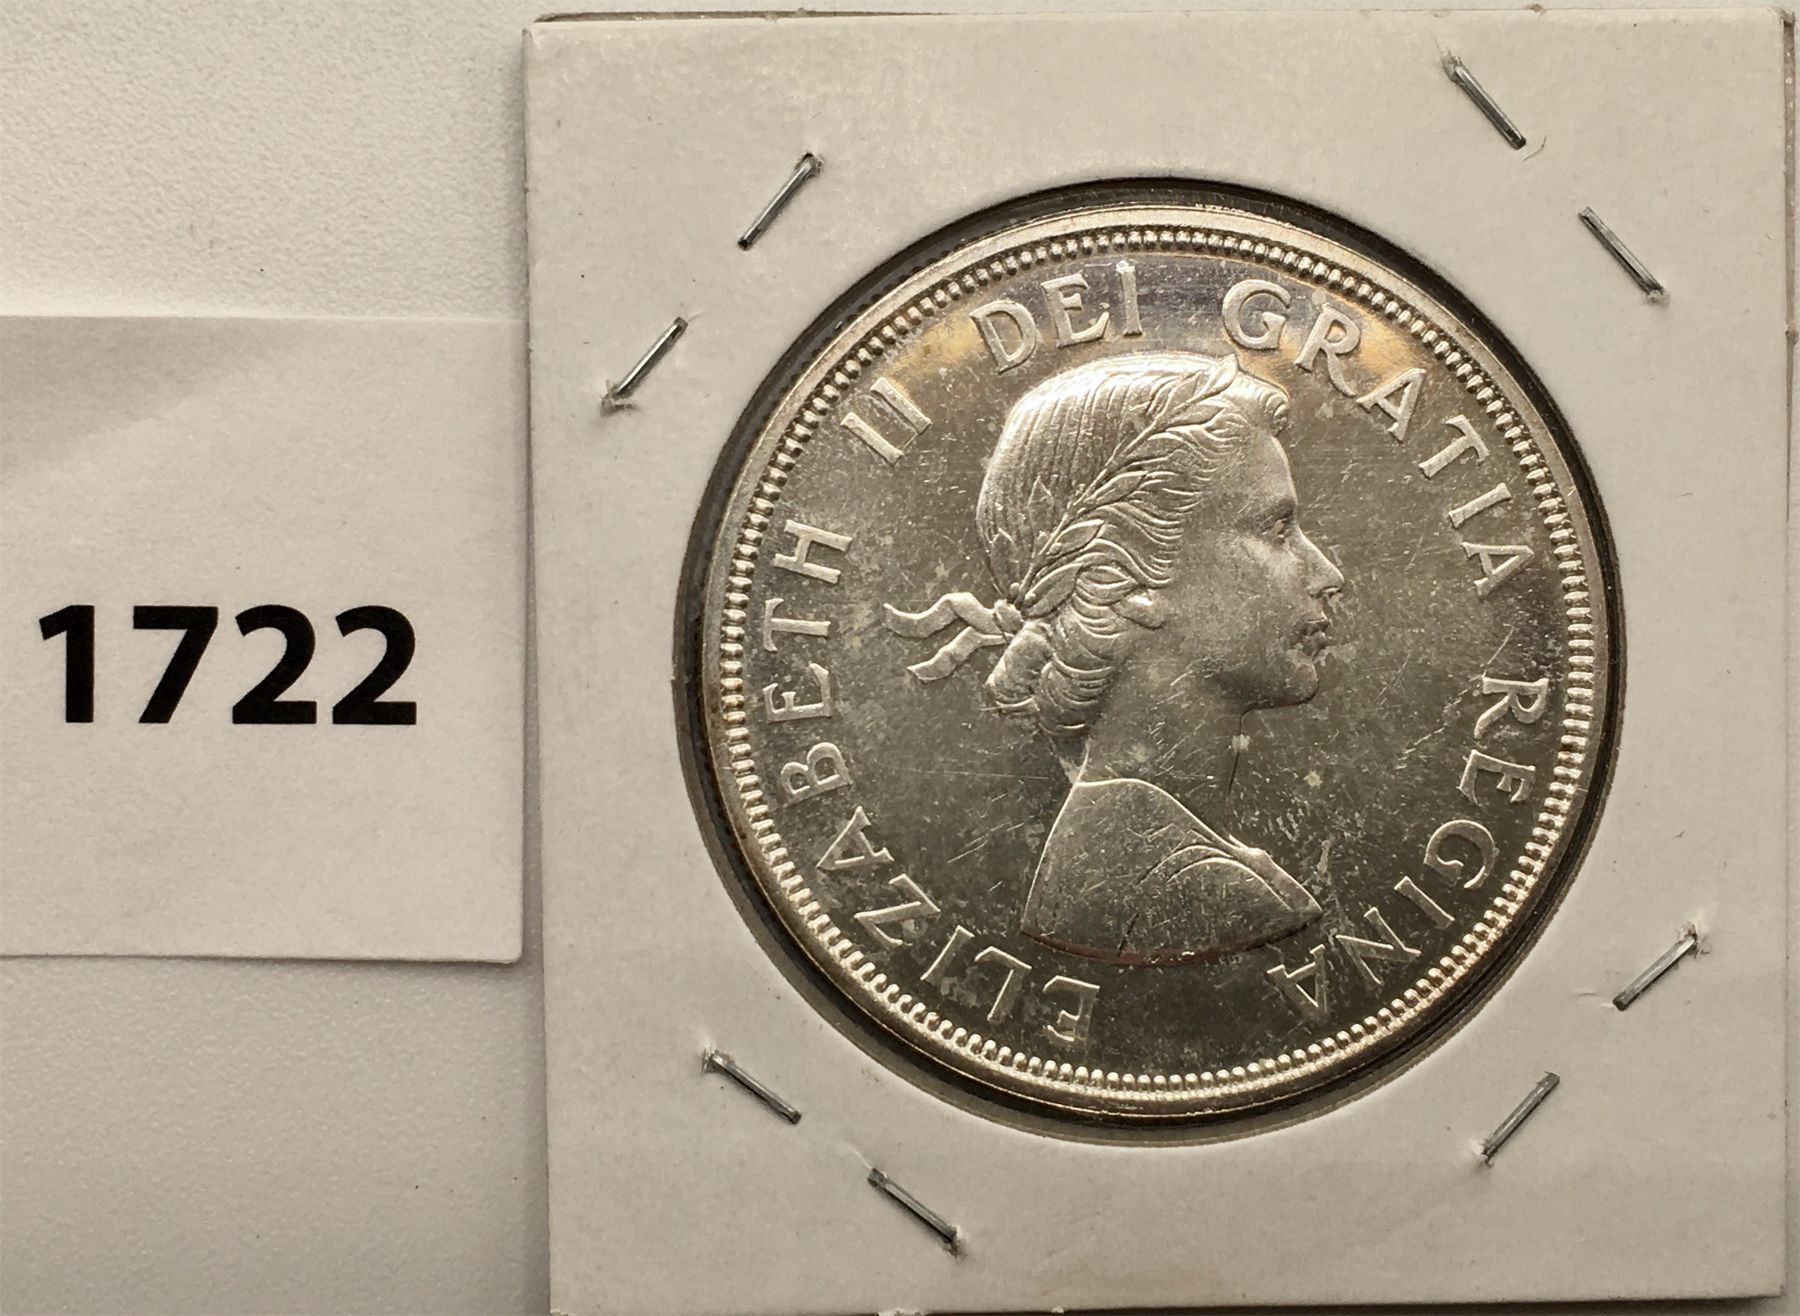 1722
ELIZABETH II DEI GRATIA REGINA